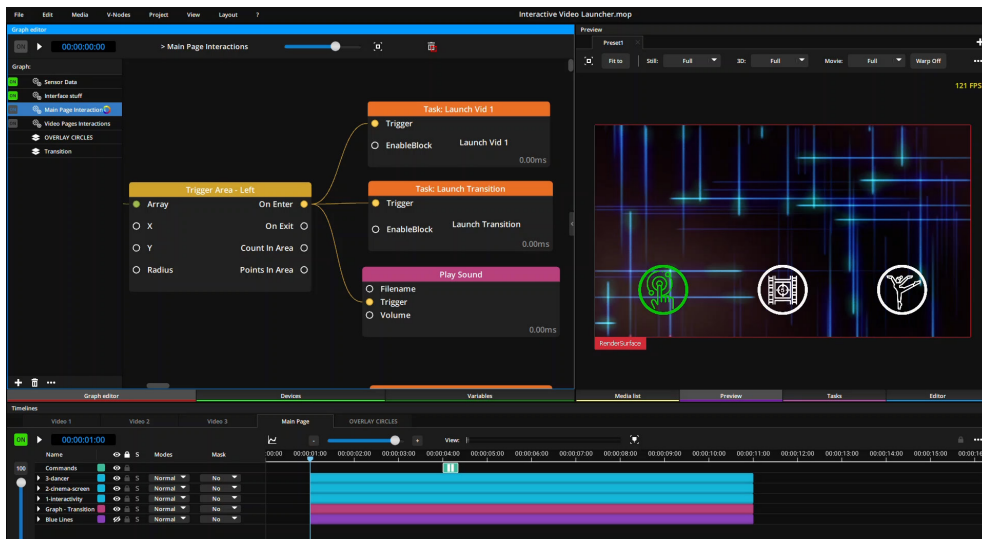 File Edit Media V-Nodes Project View Layout ? Interactive Video Launcher.mop
Graph editor
ON 00:00:00:00 > Main Page Interactions
Graph:
ON Sensor Data
ON Interface stuff
Main Page Interaction
Video Pages Interactions
OVERLAY CIRCLES
Transition
Trigger Area - Left
Array On Enter
X On Exit
Y Count In Area
Radius Points In Area
Task: Launch Vid 1
Trigger
EnableBlock Launch Vid 1
0.00ms
Task: Launch Transition
Trigger
EnableBlock Launch Transition
0.00ms
Play Sound
Filename
Trigger
Volume
0.00ms
Preview
Preset1
Fit to Still: Full 3D: Full Movie: Full Warp Off
121 FPS
RenderSurface
Graph editor Devices Variables Media list Preview Tasks Editor
Timelines
Video 1 Video 2 Video 3 Main Page OVERLAY CIRCLES
ON 00:00:01:00 View:
Name S Modes Mask :00:00 00:00:01:00 00:00:02:00 00:00:03:00 00:00:04:00 00:00:05:00 00:00:06:00 00:00:07:00 00:00:08:00 00:00:09:00 00:00:10:00 00:00:11:00 00:00:12:00 00:00:13:00 00:00:14:00 00:00:15:00 00:00:16
100 Commands
3-dancer S Normal No
2-cinema-screen S Normal No
1-interactivity S Normal No
Graph - Transition S Normal No
Blue Lines S Normal No